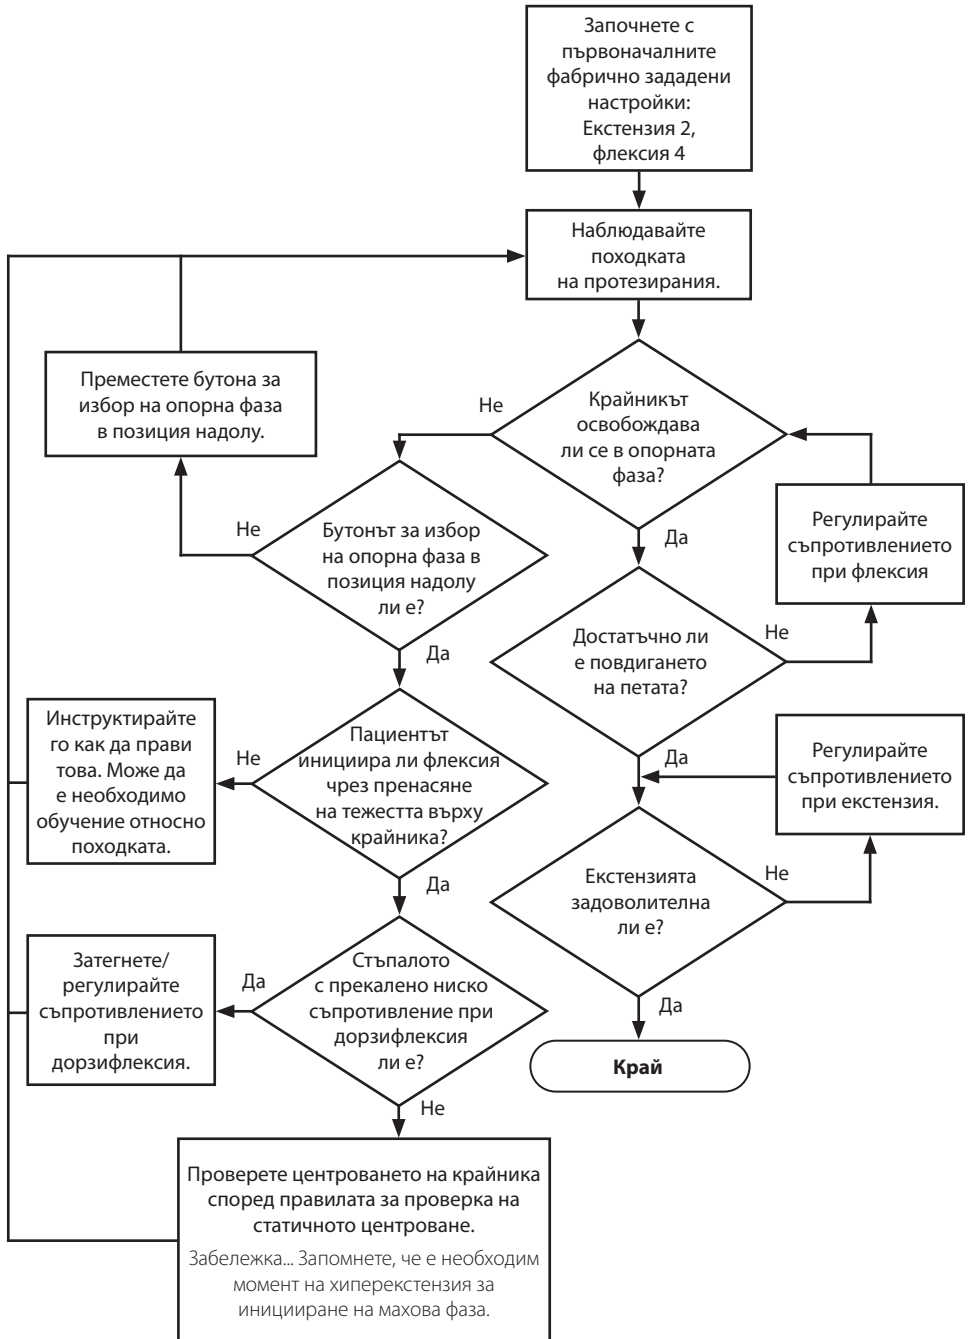 Започнете с
първоначалните
фабрично зададени
настройки:
Екстензия 2,
флексия 4
Наблюдавайте
походката
на протезирания.
Преместете бутона за
избор на опорна фаза
в позиция надолу.
Не
Крайникът
освобождава
ли се в опорната
фаза?
Да
Регулирайте
съпротивлението
при флексия
Не
Бутонът за избор
на опорна фаза в
позиция надолу
ли е?
Да
Достатъчно ли
е повдигането
на петата?
Не
Да
Инструктирайте
го как да прави
това. Може да
е необходимо
обучение относно
походката.
Не
Пациентът
инициира ли флексия
чрез пренасяне
на тежестта върху
крайника?
Да
Регулирайте
съпротивлението
при екстензия.
Екстензията
задоволителна
ли е?
Не
Да
Затегнете/
регулирайте
съпротивлението
при
дорзифлексия.
Да
Стъпалото
с прекалено ниско
съпротивление при
дорзифлексия
ли е?
Не
Край
Проверете центроването на крайника
според правилата за проверка на
статичното центроване.
Забележка... Запомнете, че е необходим
момент на хиперекстензия за
иницииране на махова фаза.